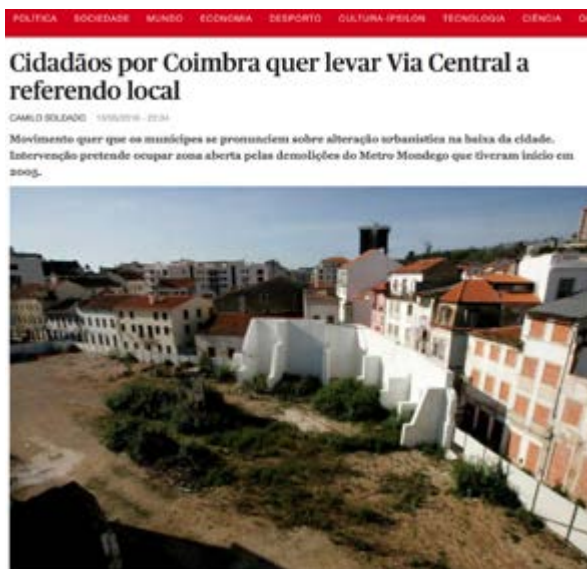 POLÍTICA SOCIEDADE MUNDO ECONOMIA DESPORTO CULTURA-ÍPSILON TECNOLOGIA CIÊNCIA
Cidadãos por Coimbra quer levar Via Central a
referendo local
CAMILO SOLDADO
Movimento quer que os munícipes se pronunciem sobre alteração urbanística na baixa da cidade.
Intervenção pretende ocupar zona aberta pelas demolições do Metro Mondego que tiveram início em
2005.